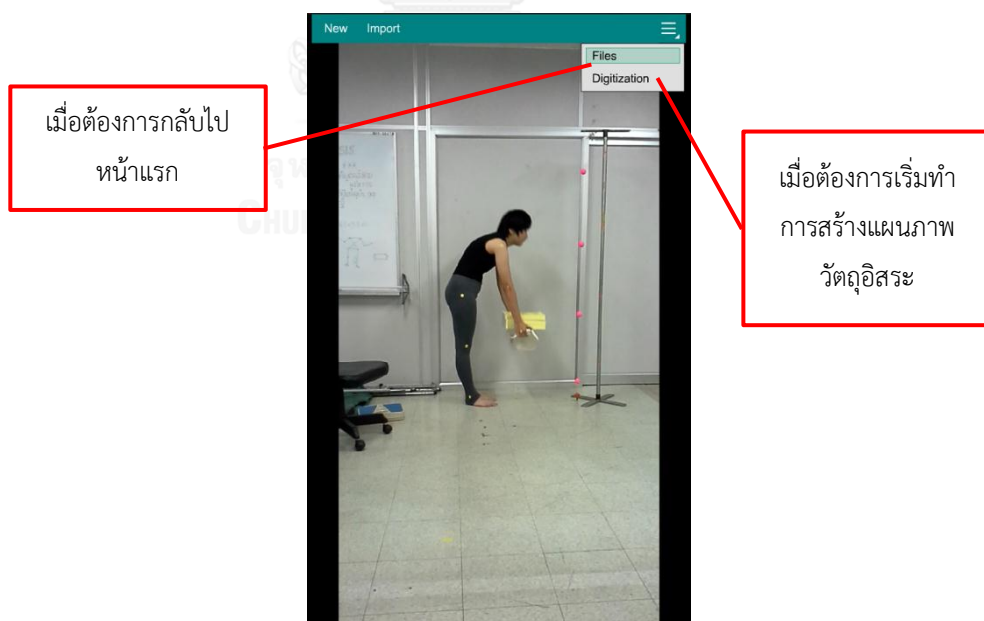 New Import
Files
Digitization
เมื่อต้องการกลับไป
หน้าแรก
เมื่อต้องการเริ่มทำ
การสร้างแผนภาพ
วัตถุอิสระ